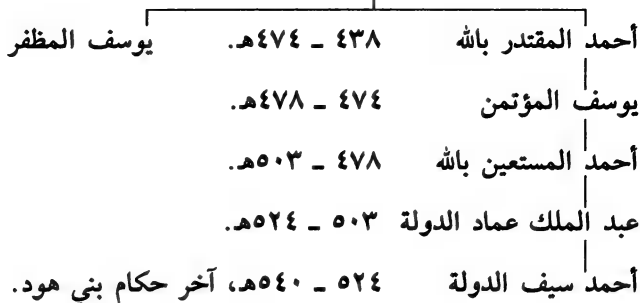 أحمد المقتدر بالله ٤٣٨ ـ ٤٧٤هـ. يوسف المظفر
يوسف المؤتمن ٤٧٤ ـ ٤٧٨هـ.
أحمد المستعين بالله ٤٧٨ ـ ٥٠٣هـ.
عبد الملك عماد الدولة ٥٠٣ ـ ٥٢٤هـ.
أحمد سيف الدولة ٥٢٤ ـ ٥٤٠هـ، آخر حكام بني هود.